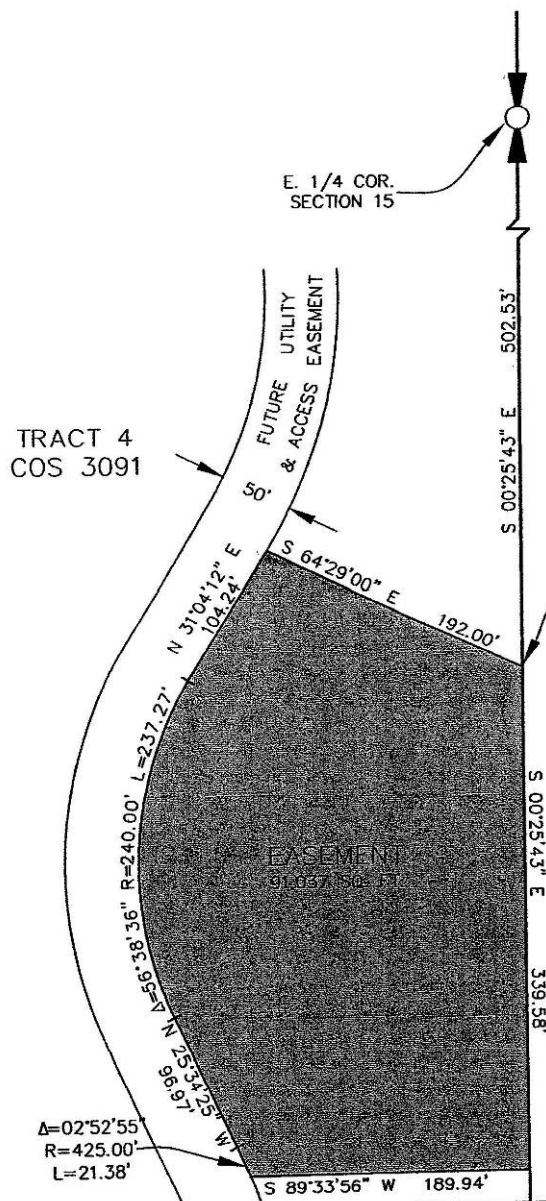 E. 1/4 COR.
SECTION 15
S 00°25'43" E 502.53'
FUTURE UTILITY
& ACCESS EASEMENT
TRACT 4
COS 3091
50'
S 64°29'00" E 192.00'
N 31°04'12" E
104.24'
Δ=56°38'36" R=240.00' L=237.27'
EASEMENT
91,037 SQ. FT.
S 00°25'43" E 339.58'
N 25°34'25" W
96.97'
Δ=02°52'55"
R=425.00'
L=21.38'
S 89°33'56" W 189.94'